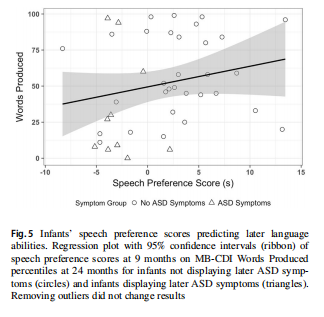 100
75
50
25
0
Words Produced
-10 -5 0 5 10 15
Speech Preference Score (s)
Symptom Group ○ No ASD Symptoms △ ASD Symptoms
Fig. 5 Infants' speech preference scores predicting later language
abilities. Regression plot with 95% confidence intervals (ribbon) of
speech preference scores at 9 months on MB-CDI Words Produced
percentiles at 24 months for infants not displaying later ASD symp-
toms (circles) and infants displaying later ASD symptoms (triangles).
Removing outliers did not change results